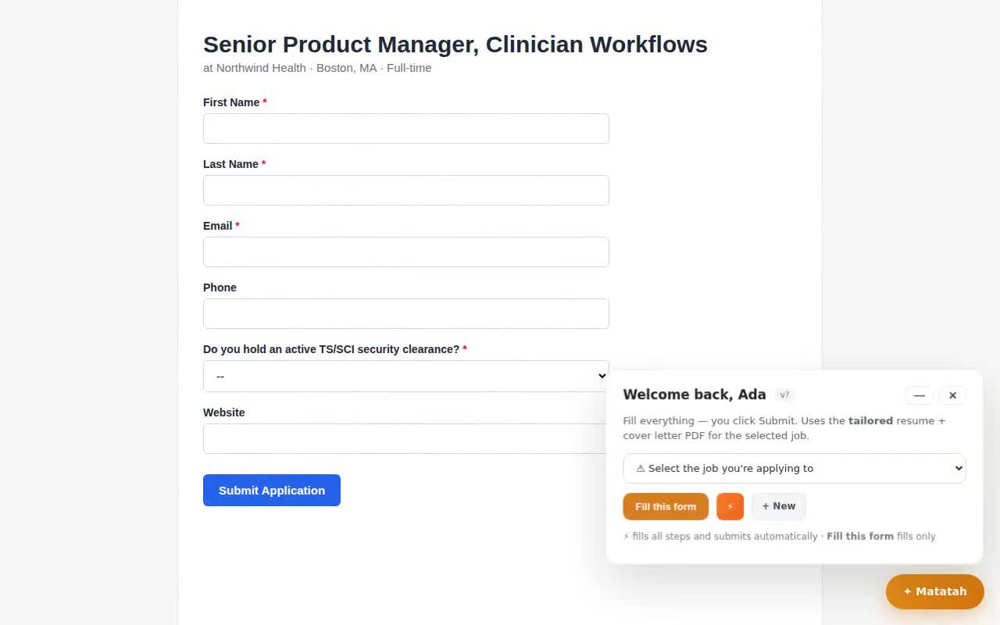 Senior Product Manager, Clinician Workflows
at Northwind Health · Boston, MA · Full-time
First Name *
Last Name *
Email *
Phone
Do you hold an active TS/SCI security clearance? *
--
Website
Submit Application
Welcome back, Ada v?
— ✕
Fill everything — you click Submit. Uses the tailored resume +
cover letter PDF for the selected job.
⚠ Select the job you're applying to
Fill this form ⚡ + New
⚡ fills all steps and submits automatically · Fill this form fills only
✦ Matatah